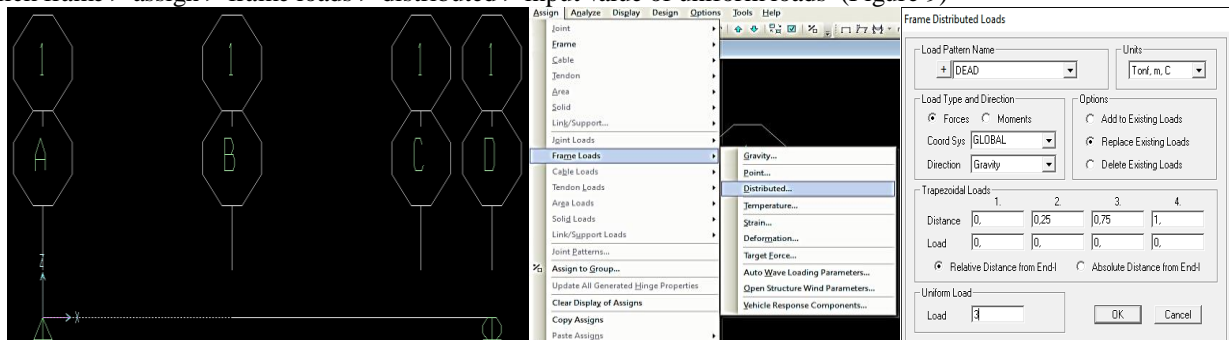 frame assign frame loads distributed input value of uniform loads (Figure 9)
1 1 1 1
A B C D
Z
X
Assign Analyze Display Design Options Tools Help
Joint
Frame
Cable
Tendon
Area
Solid
Link/Support...
Joint Loads
Frame Loads
Cable Loads
Tendon Loads
Area Loads
Solid Loads
Link/Support Loads
Joint Patterns...
Assign to Group...
Update All Generated Hinge Properties
Clear Display of Assigns
Copy Assigns
Paste Assigns
Gravity...
Point...
Distributed...
Temperature...
Strain...
Deformation...
Target Force...
Auto Wave Loading Parameters...
Open Structure Wind Parameters...
Vehicle Response Components...
Frame Distributed Loads
Load Pattern Name Units
+ DEAD Tonf, m, C
Load Type and Direction Options
Forces Moments Add to Existing Loads
Coord Sys GLOBAL Replace Existing Loads
Direction Gravity Delete Existing Loads
Trapezoidal Loads
1. 2. 3. 4.
Distance 0, 0,25 0,75 1,
Load 0, 0, 0, 0,
Relative Distance from End-I Absolute Distance from End-I
Uniform Load
Load 3 OK Cancel